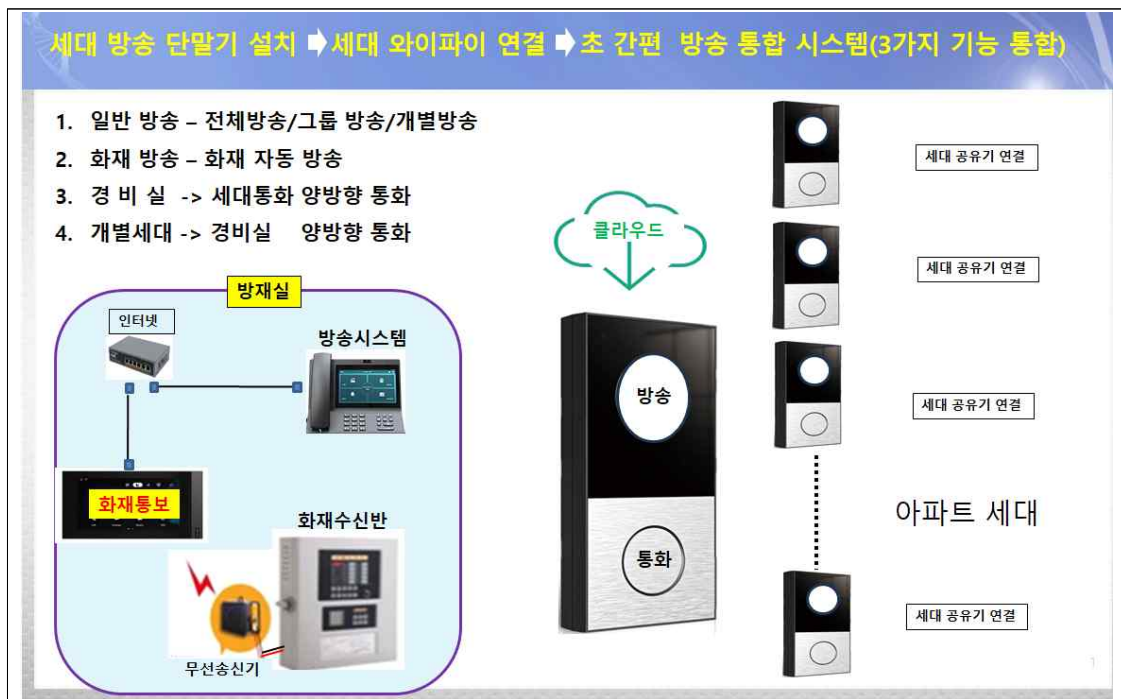 세대 방송 단말기 설치 ➡ 세대 와이파이 연결 ➡ 초 간편 방송 통합 시스템(3가지 기능 통합)
1. 일반 방송 – 전체방송/그룹 방송/개별방송
2. 화재 방송 – 화재 자동 방송
3. 경 비 실 -> 세대통화 양방향 통화
4. 개별세대 -> 경비실 양방향 통화
방재실
인터넷
방송시스템
화재통보
화재수신반
무선송신기
클라우드
방송
통화
세대 공유기 연결
세대 공유기 연결
세대 공유기 연결
아파트 세대
세대 공유기 연결
1